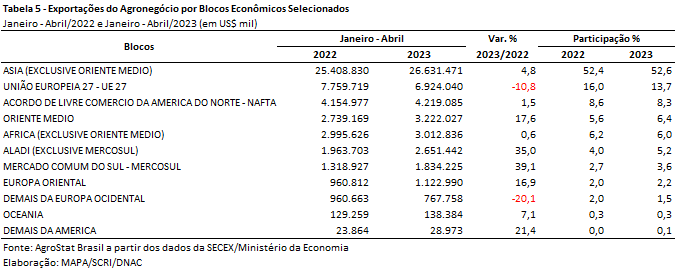 Tabela 5 - Exportações do Agronegócio por Blocos Econômicos Selecionados
Janeiro - Abril/2022 e Janeiro - Abril/2023 (em US$ mil)
Blocos Janeiro - Abril Var. % Participação %
2022 2023 2023/2022 2022 2023
ASIA (EXCLUSIVE ORIENTE MEDIO) 25.408.830 26.631.471 4,8 52,4 52,6
UNIÃO EUROPEIA 27 - UE 27 7.759.719 6.924.040 -10,8 16,0 13,7
ACORDO DE LIVRE COMERCIO DA AMERICA DO NORTE - NAFTA 4.154.977 4.219.085 1,5 8,6 8,3
ORIENTE MEDIO 2.739.169 3.222.027 17,6 5,6 6,4
AFRICA (EXCLUSIVE ORIENTE MEDIO) 2.995.626 3.012.836 0,6 6,2 6,0
ALADI (EXCLUSIVE MERCOSUL) 1.963.703 2.651.442 35,0 4,0 5,2
MERCADO COMUM DO SUL - MERCOSUL 1.318.927 1.834.225 39,1 2,7 3,6
EUROPA ORIENTAL 960.812 1.122.990 16,9 2,0 2,2
DEMAIS DA EUROPA OCIDENTAL 960.663 767.758 -20,1 2,0 1,5
OCEANIA 129.259 138.384 7,1 0,3 0,3
DEMAIS DA AMERICA 23.864 28.973 21,4 0,0 0,1
Fonte: AgroStat Brasil a partir dos dados da SECEX/Ministério da Economia
Elaboração: MAPA/SCRI/DNAC